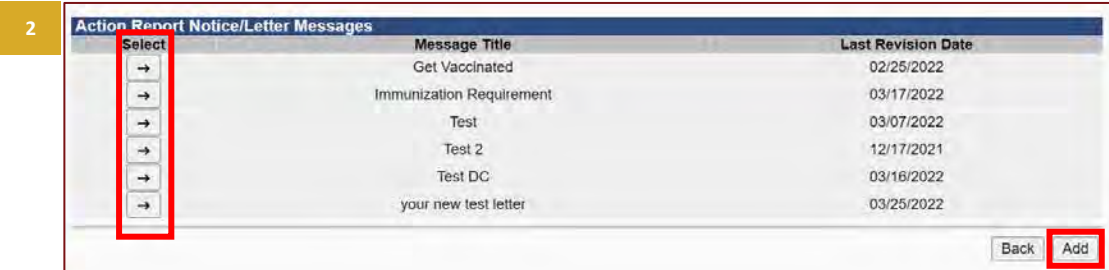 2
Action Report Notice/Letter Messages
Select Message Title Last Revision Date
→ Get Vaccinated 02/25/2022
→ Immunization Requirement 03/17/2022
→ Test 03/07/2022
→ Test 2 12/17/2021
→ Test DC 03/16/2022
→ your new test letter 03/25/2022
Back Add